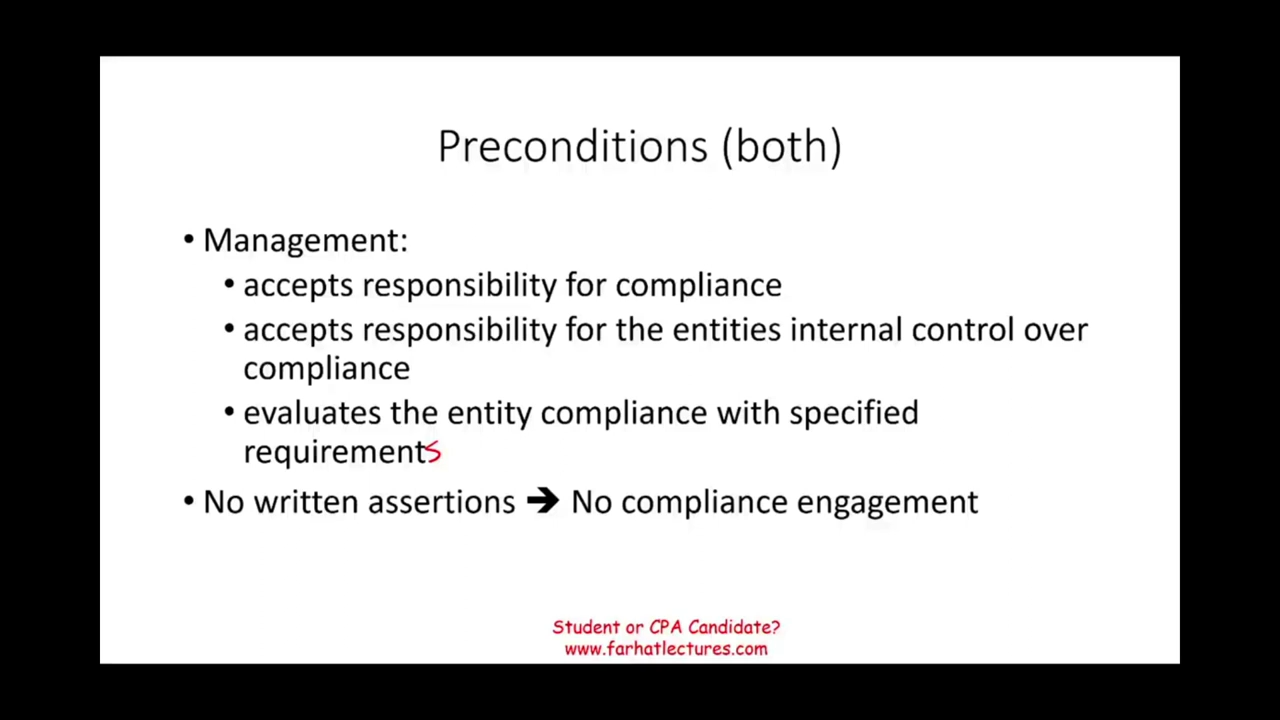 Preconditions (both)
• Management:
• accepts responsibility for compliance
• accepts responsibility for the entities internal control over
compliance
• evaluates the entity compliance with specified
requirements
• No written assertions ➔ No compliance engagement
Student or CPA Candidate?
www.farhatlectures.com